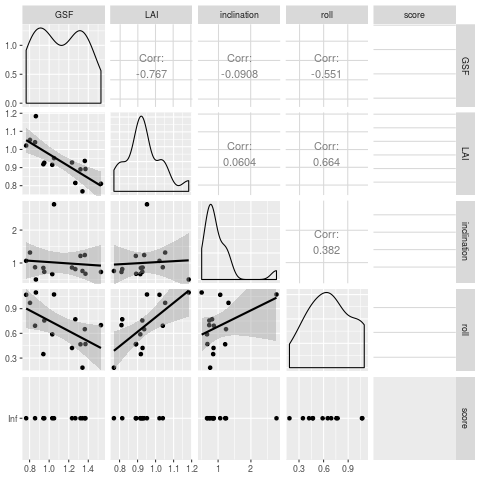 GSF LAI inclination roll score
1.0
0.5
0.0
Corr:
-0.767
Corr:
-0.0908
Corr:
-0.551
GSF
1.2
1.1
1.0
0.9
0.8
Corr:
0.0604
Corr:
0.664
LAI
2
1
Corr:
0.382
inclination
0.9
0.6
0.3
roll
Inf
score
0.8 1.0 1.2 1.4 0.8 0.9 1.0 1.1 1.2 1 2 0.3 0.6 0.9